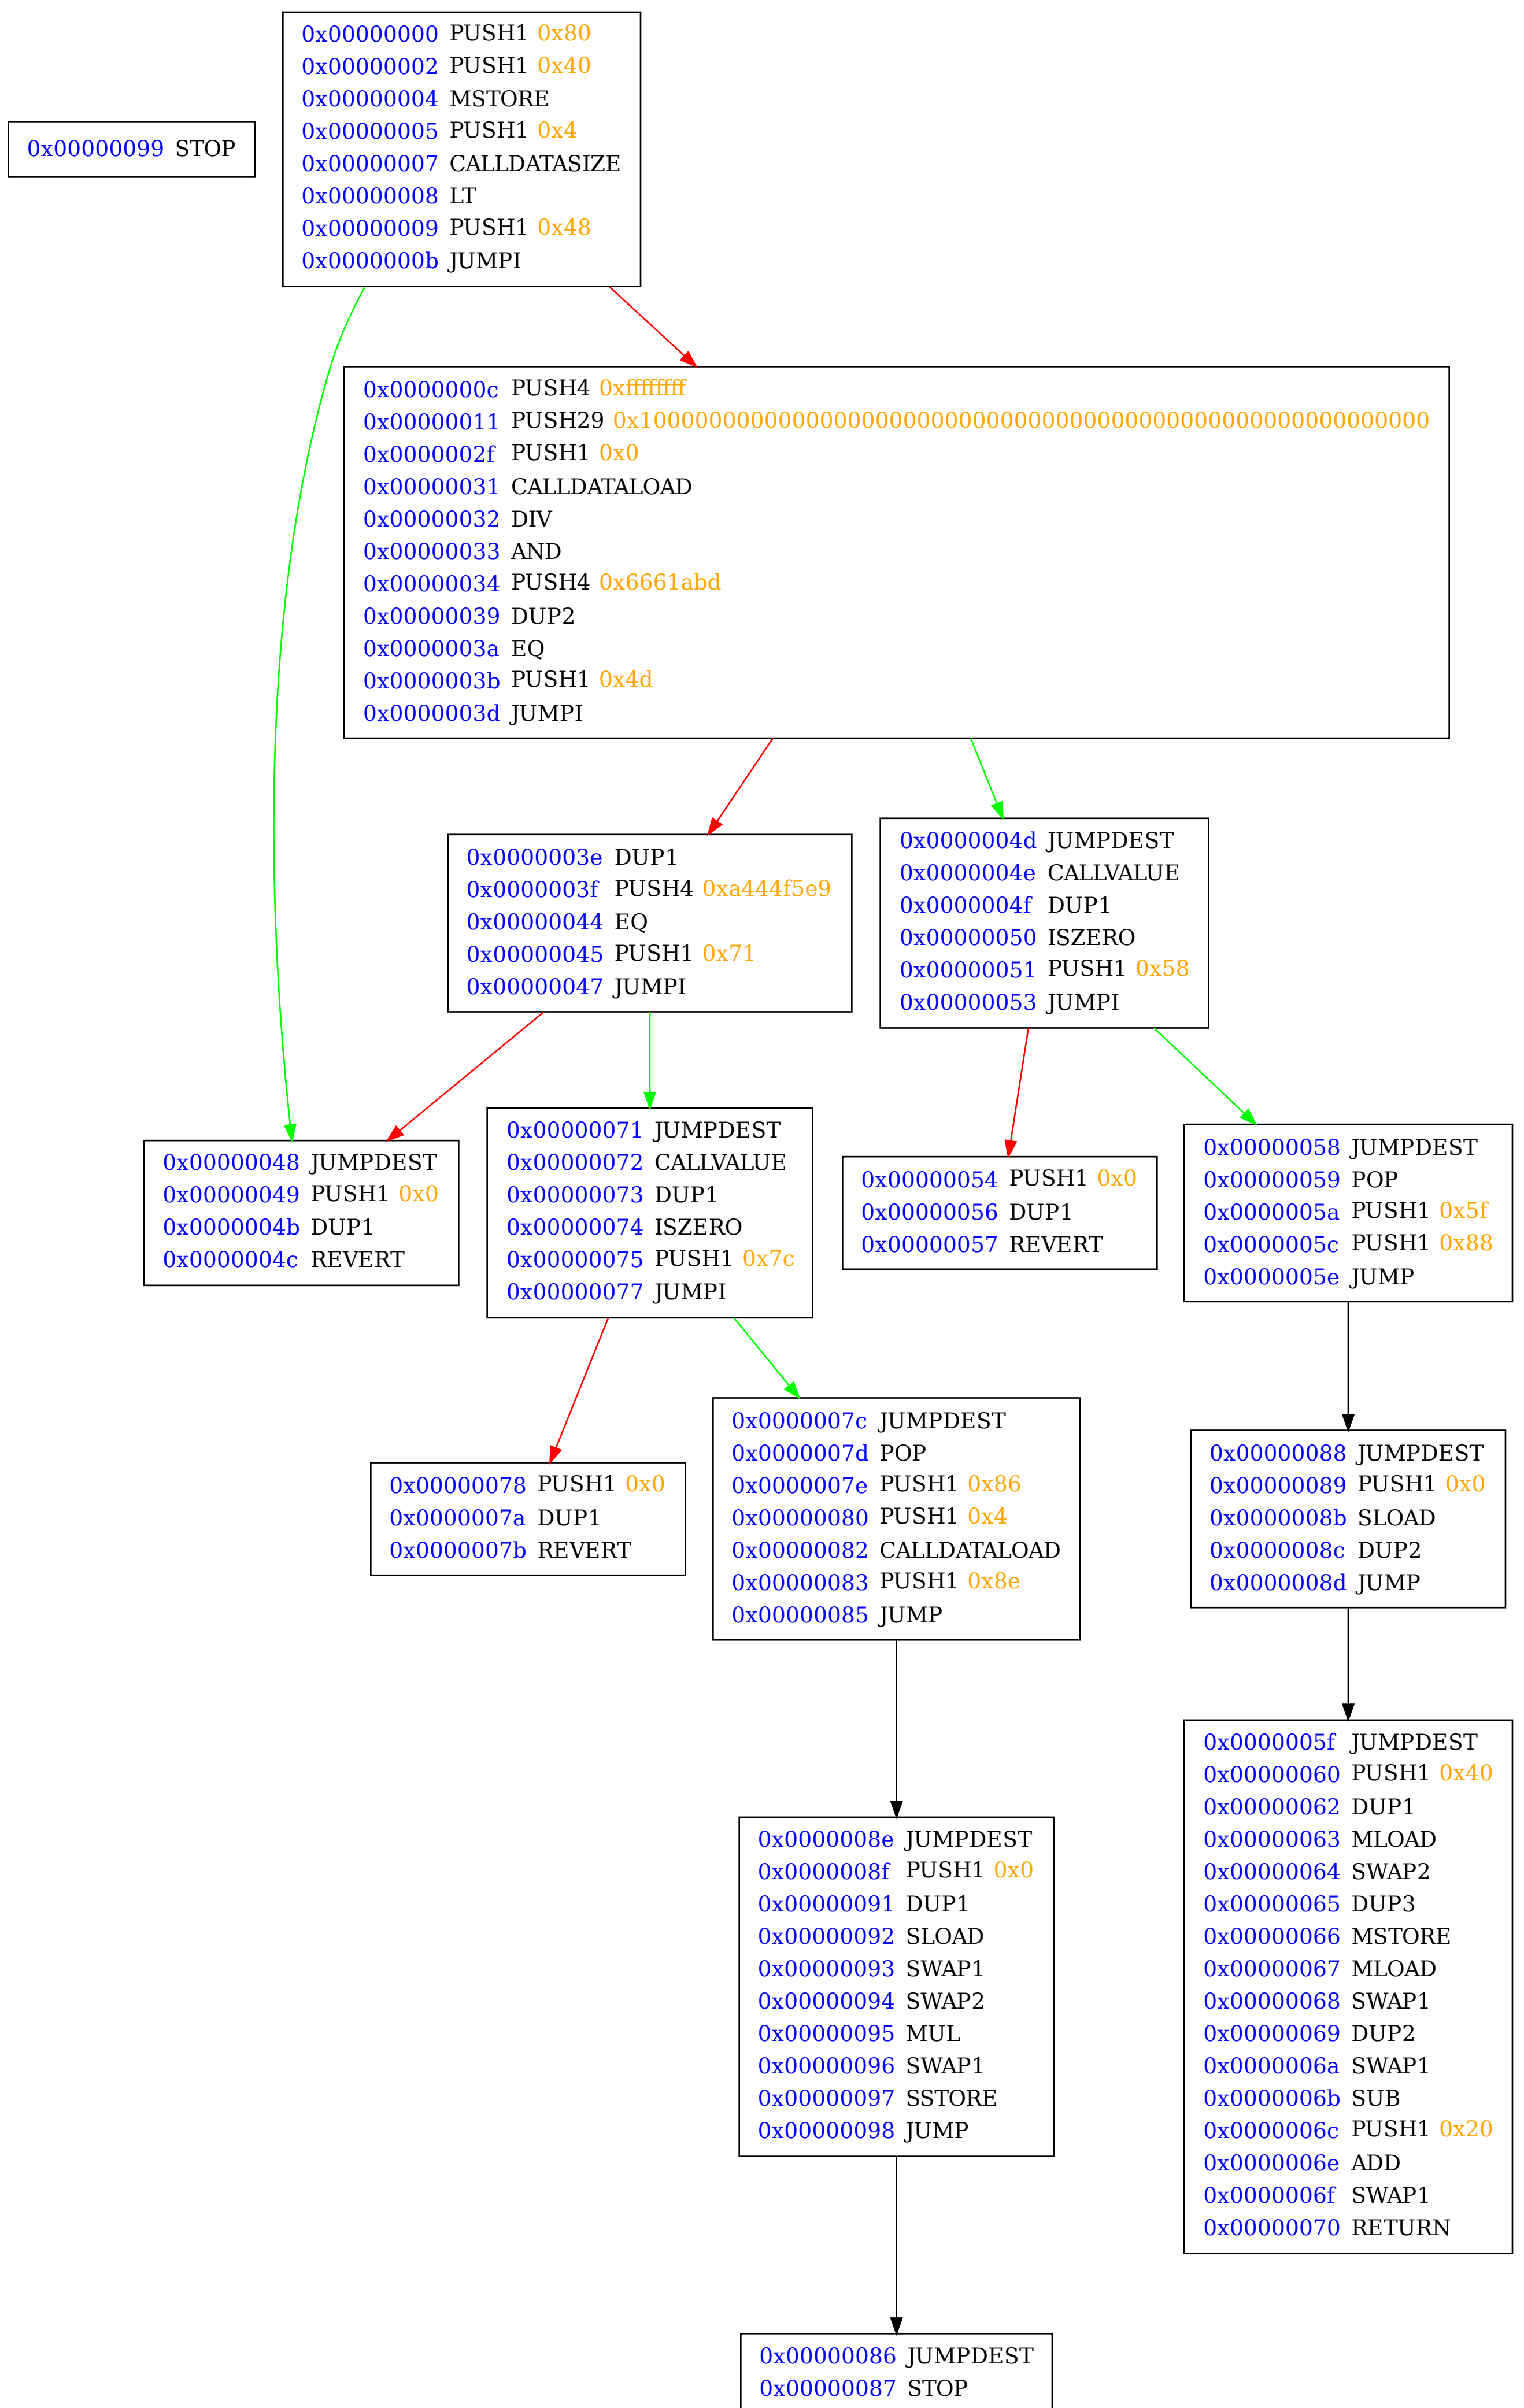 0x00000000 PUSH1 0x80
0x00000002 PUSH1 0x40
0x00000004 MSTORE
0x00000005 PUSH1 0x4
0x00000007 CALLDATASIZE
0x00000008 LT
0x00000009 PUSH1 0x48
0x0000000b JUMPI
0x00000099 STOP
0x0000000c PUSH4 0xffffffff
0x00000011 PUSH29 0x100000000000000000000000000000000000000000000000000000000
0x0000002f PUSH1 0x0
0x00000031 CALLDATALOAD
0x00000032 DIV
0x00000033 AND
0x00000034 PUSH4 0x6661abd
0x00000039 DUP2
0x0000003a EQ
0x0000003b PUSH1 0x4d
0x0000003d JUMPI
0x0000003e DUP1
0x0000003f PUSH4 0xa444f5e9
0x00000044 EQ
0x00000045 PUSH1 0x71
0x00000047 JUMPI
0x0000004d JUMPDEST
0x0000004e CALLVALUE
0x0000004f DUP1
0x00000050 ISZERO
0x00000051 PUSH1 0x58
0x00000053 JUMPI
0x00000048 JUMPDEST
0x00000049 PUSH1 0x0
0x0000004b DUP1
0x0000004c REVERT
0x00000071 JUMPDEST
0x00000072 CALLVALUE
0x00000073 DUP1
0x00000074 ISZERO
0x00000075 PUSH1 0x7c
0x00000077 JUMPI
0x00000054 PUSH1 0x0
0x00000056 DUP1
0x00000057 REVERT
0x00000058 JUMPDEST
0x00000059 POP
0x0000005a PUSH1 0x5f
0x0000005c PUSH1 0x88
0x0000005e JUMP
0x00000078 PUSH1 0x0
0x0000007a DUP1
0x0000007b REVERT
0x0000007c JUMPDEST
0x0000007d POP
0x0000007e PUSH1 0x86
0x00000080 PUSH1 0x4
0x00000082 CALLDATALOAD
0x00000083 PUSH1 0x8e
0x00000085 JUMP
0x00000088 JUMPDEST
0x00000089 PUSH1 0x0
0x0000008b SLOAD
0x0000008c DUP2
0x0000008d JUMP
0x0000008e JUMPDEST
0x0000008f PUSH1 0x0
0x00000091 DUP1
0x00000092 SLOAD
0x00000093 SWAP1
0x00000094 SWAP2
0x00000095 MUL
0x00000096 SWAP1
0x00000097 SSTORE
0x00000098 JUMP
0x0000005f JUMPDEST
0x00000060 PUSH1 0x40
0x00000062 DUP1
0x00000063 MLOAD
0x00000064 SWAP2
0x00000065 DUP3
0x00000066 MSTORE
0x00000067 MLOAD
0x00000068 SWAP1
0x00000069 DUP2
0x0000006a SWAP1
0x0000006b SUB
0x0000006c PUSH1 0x20
0x0000006e ADD
0x0000006f SWAP1
0x00000070 RETURN
0x00000086 JUMPDEST
0x00000087 STOP